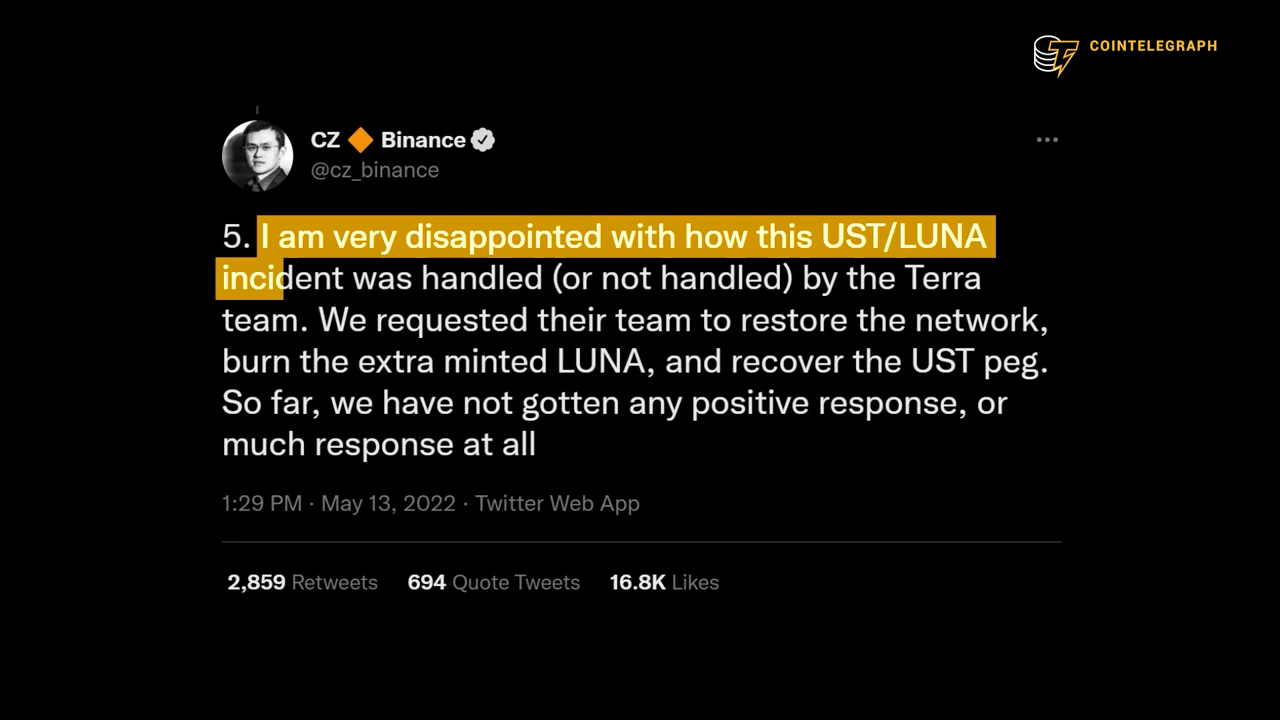 COINTELEGRAPH
CZ 🔶 Binance
@cz_binance
5. I am very disappointed with how this UST/LUNA
incident was handled (or not handled) by the Terra
team. We requested their team to restore the network,
burn the extra minted LUNA, and recover the UST peg.
So far, we have not gotten any positive response, or
much response at all
1:29 PM · May 13, 2022 · Twitter Web App
2,859 Retweets 694 Quote Tweets 16.8K Likes